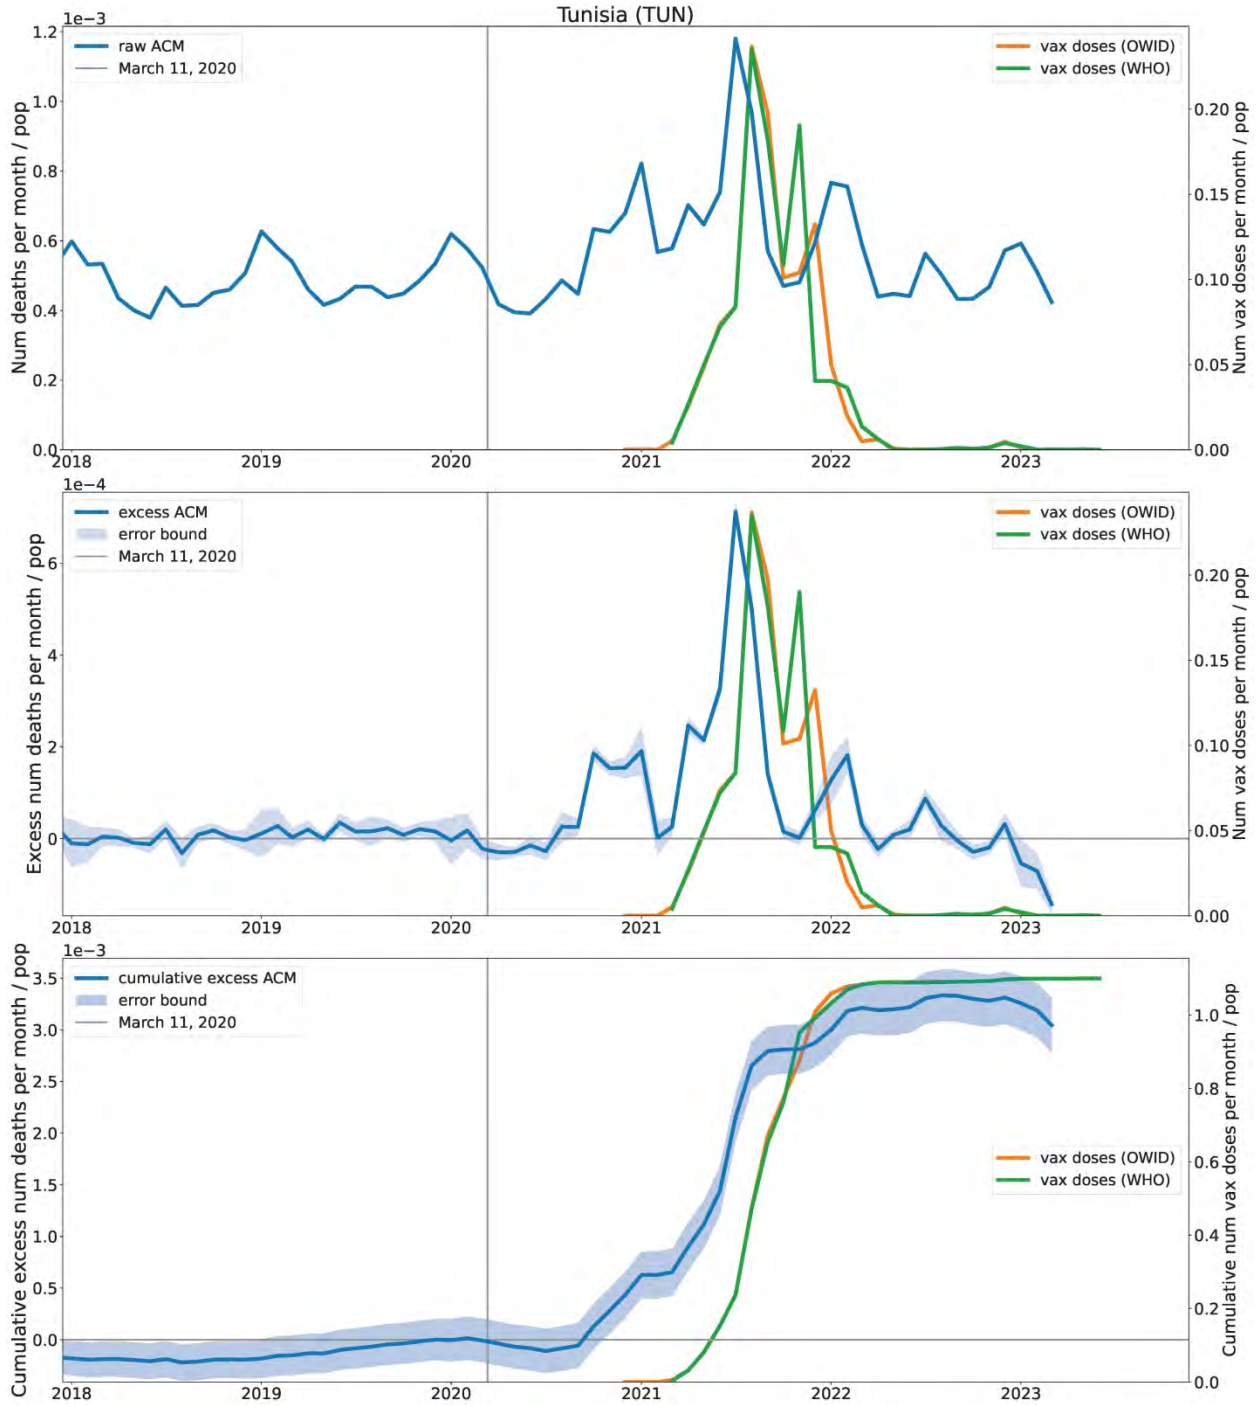 Tunisia (TUN)
1e−3
raw ACM
March 11, 2020
vax doses (OWID)
vax doses (WHO)
Num deaths per month / pop
1.2
1.0
0.8
0.6
0.4
0.2
0.0
Num vax doses per month / pop
0.20
0.15
0.10
0.05
0.00
2018 2019 2020 2021 2022 2023
1e−4
excess ACM
error bound
March 11, 2020
vax doses (OWID)
vax doses (WHO)
Excess num deaths per month / pop
6
4
2
0
Num vax doses per month / pop
0.20
0.15
0.10
0.05
0.00
2018 2019 2020 2021 2022 2023
1e−3
cumulative excess ACM
error bound
March 11, 2020
vax doses (OWID)
vax doses (WHO)
Cumulative excess num deaths per month / pop
3.5
3.0
2.5
2.0
1.5
1.0
0.5
0.0
Cumulative num vax doses per month / pop
1.0
0.8
0.6
0.4
0.2
0.0
2018 2019 2020 2021 2022 2023